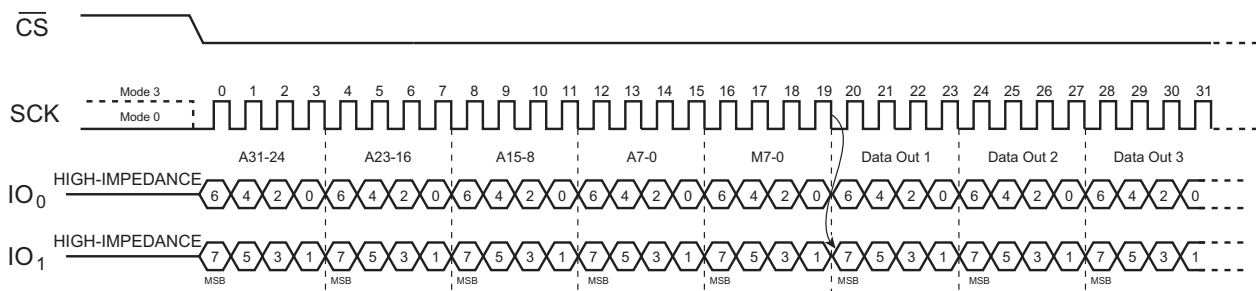 CS
Mode 3
Mode 0
SCK
0 1 2 3 4 5 6 7 8 9 10 11 12 13 14 15 16 17 18 19 20 21 22 23 24 25 26 27 28 29 30 31
A31-24 A23-16 A15-8 A7-0 M7-0 Data Out 1 Data Out 2 Data Out 3
IO0 HIGH-IMPEDANCE 6 4 2 0 6 4 2 0 6 4 2 0 6 4 2 0 6 4 2 0 6 4 2 0 6 4 2 0 6 4 2 0
IO1 HIGH-IMPEDANCE 7 5 3 1 7 5 3 1 7 5 3 1 7 5 3 1 7 5 3 1 7 5 3 1 7 5 3 1 7 5 3 1
MSB MSB MSB MSB MSB MSB MSB MSB